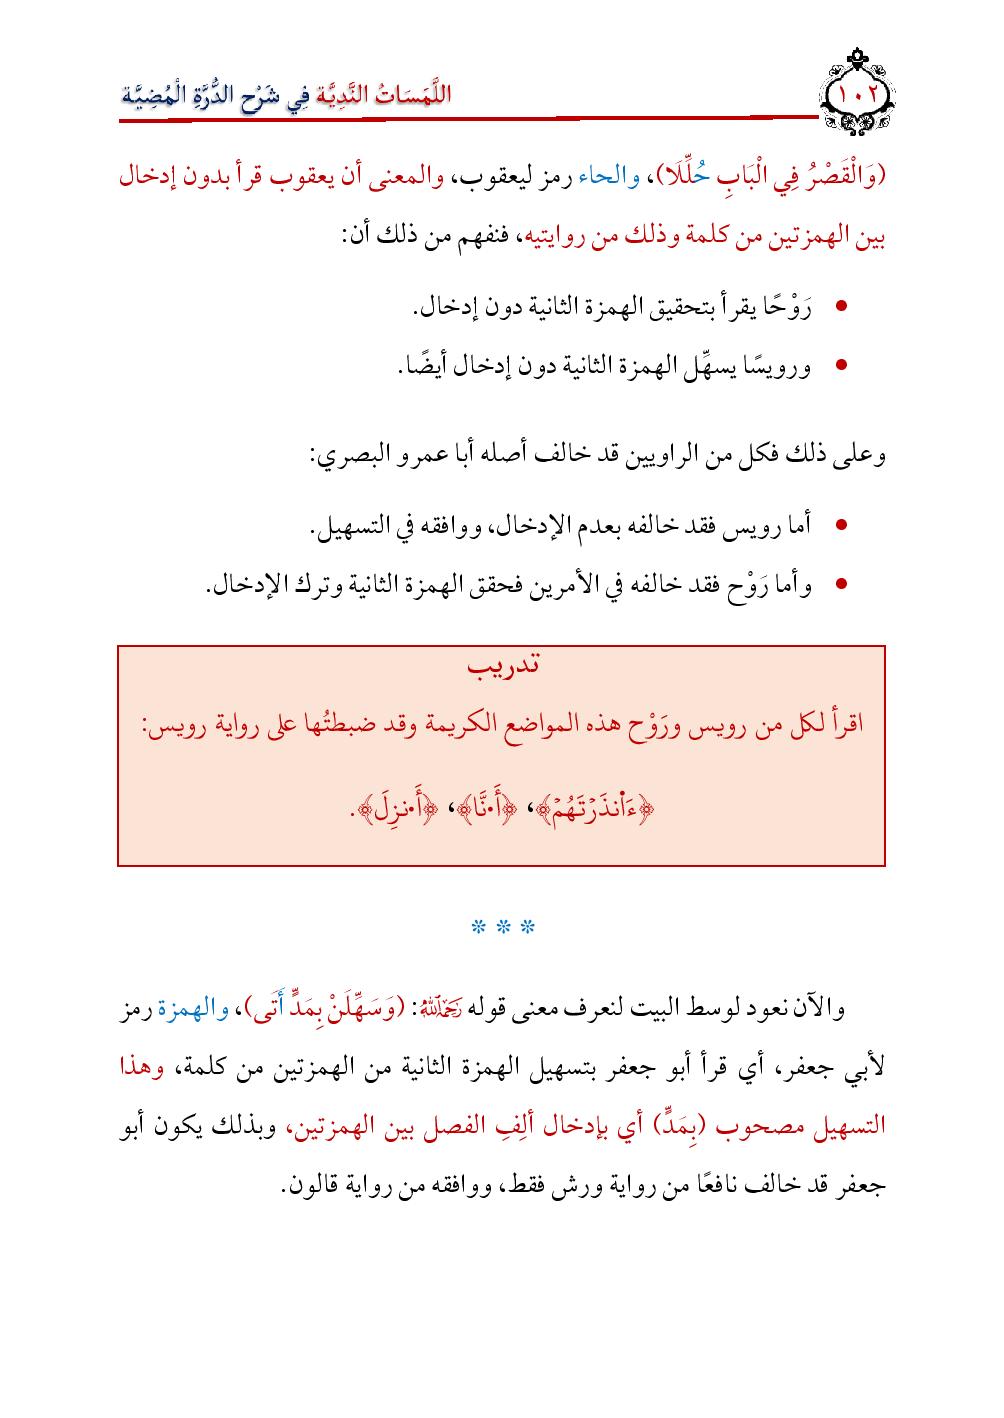 اللَّمَسَاتُ النَّدِيَّة فِي شَرْح الدُّرَّةِ الْمُضِيَّة
١٠٢
(وَالْقَصْرُ فِي الْبَابِ حُلِّلَا)، والحاء رمز ليعقوب، والمعنى أن يعقوب قرأ بدون إدخال
بين الهمزتين من كلمة وذلك من روايتيه، فنفهم من ذلك أن:
• رَوْحًا يقرأ بتحقيق الهمزة الثانية دون إدخال.
• ورويسًا يسهِّل الهمزة الثانية دون إدخال أيضًا.
وعلى ذلك فكل من الراويين قد خالف أصله أبا عمرو البصري:
• أما رويس فقد خالفه بعدم الإدخال، ووافقه في التسهيل.
• وأما رَوْح فقد خالفه في الأمرين فحقق الهمزة الثانية وترك الإدخال.
تدريب
اقرأ لكل من رويس ورَوْح هذه المواضع الكريمة وقد ضبطتُها على رواية رويس:
﴿ءَا۬نذَرۡتَهُمۡ﴾، ﴿أَ•نَّا﴾، ﴿أَ•نزِلَ﴾.
* * *
والآن نعود لوسط البيت لنعرف معنى قوله رَحِمَهُ اللَّهُ: (وَسَهِّلَنْ بِمَدٍّ أَتَى)، والهمزة رمز
لأبي جعفر، أي قرأ أبو جعفر بتسهيل الهمزة الثانية من الهمزتين من كلمة، وهذا
التسهيل مصحوب (بِمَدٍّ) أي بإدخال ألِفِ الفصل بين الهمزتين، وبذلك يكون أبو
جعفر قد خالف نافعًا من رواية ورش فقط، ووافقه من رواية قالون.